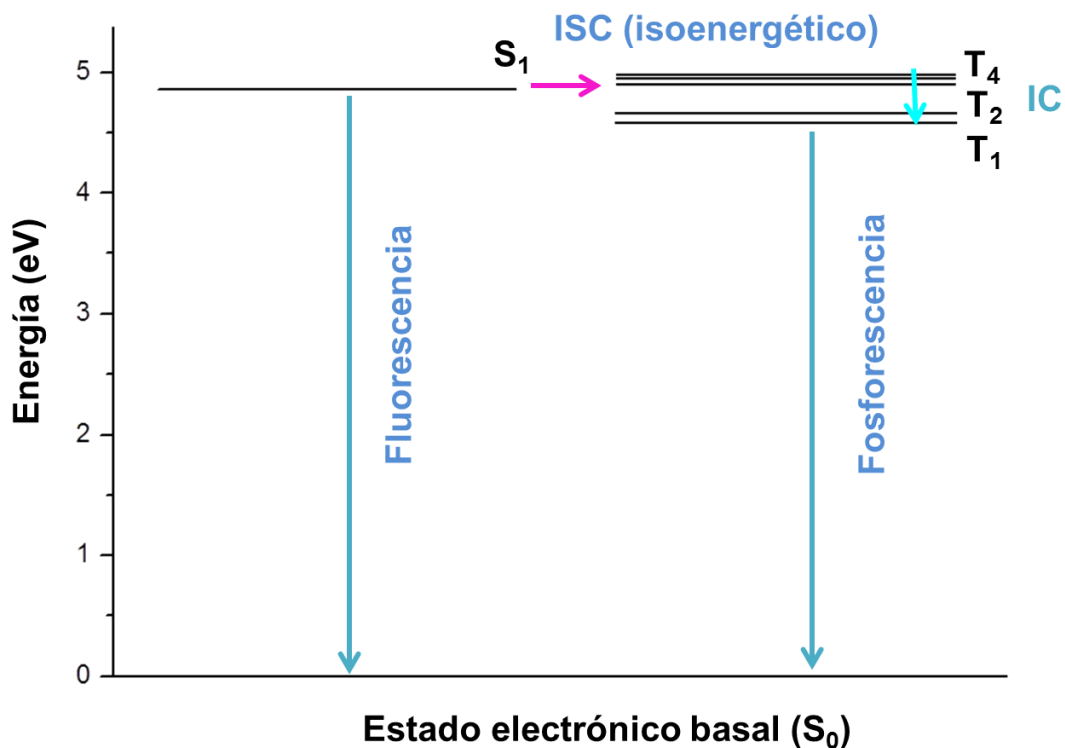 ISC (isoenergético)
S₁
T₄
T₂
T₁
IC
5
4
3
2
1
0
Energía (eV)
Fluorescencia
Fosforescencia
Estado electrónico basal (S₀)